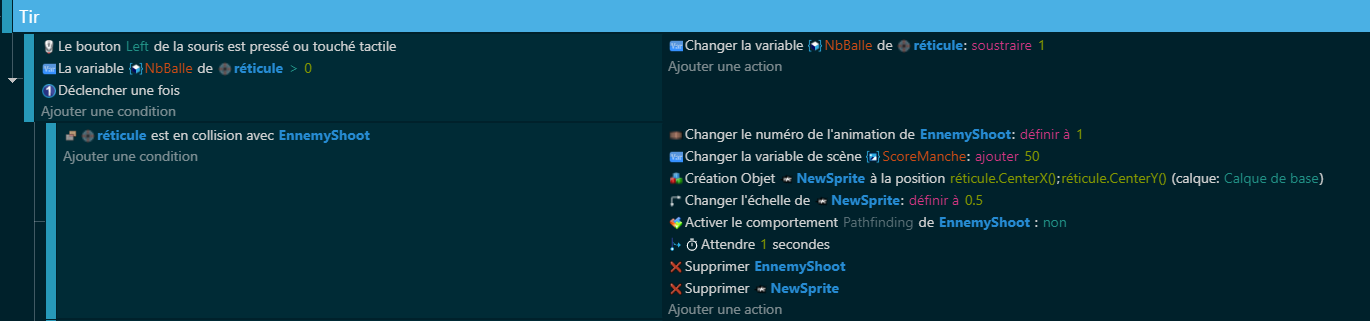 Tir
Le bouton Left de la souris est pressé ou touché tactile
La variable NbBalle de réticule > 0
Déclencher une fois
Ajouter une condition
Changer la variable NbBalle de réticule: soustraire 1
Ajouter une action
réticule est en collision avec EnnemyShoot
Ajouter une condition
Changer le numéro de l'animation de EnnemyShoot: définir à 1
Changer la variable de scène ScoreManche: ajouter 50
Création Objet NewSprite à la position réticule.CenterX();réticule.CenterY() (calque: Calque de base)
Changer l'échelle de NewSprite: définir à 0.5
Activer le comportement Pathfinding de EnnemyShoot : non
Attendre 1 secondes
Supprimer EnnemyShoot
Supprimer NewSprite
Ajouter une action